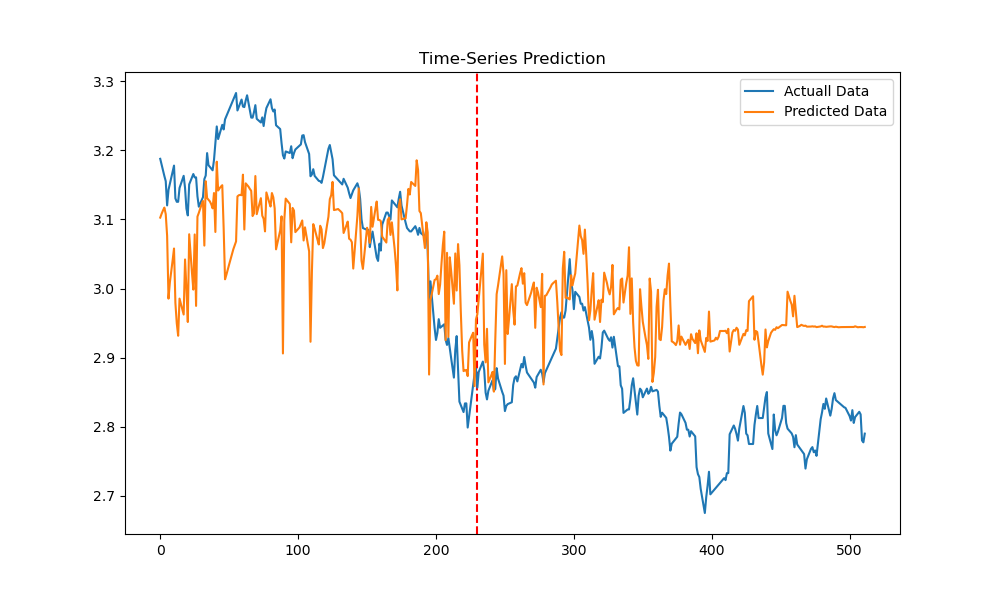 Time-Series Prediction
Actuall Data
Predicted Data
3.3
3.2
3.1
3.0
2.9
2.8
2.7
0 100 200 300 400 500